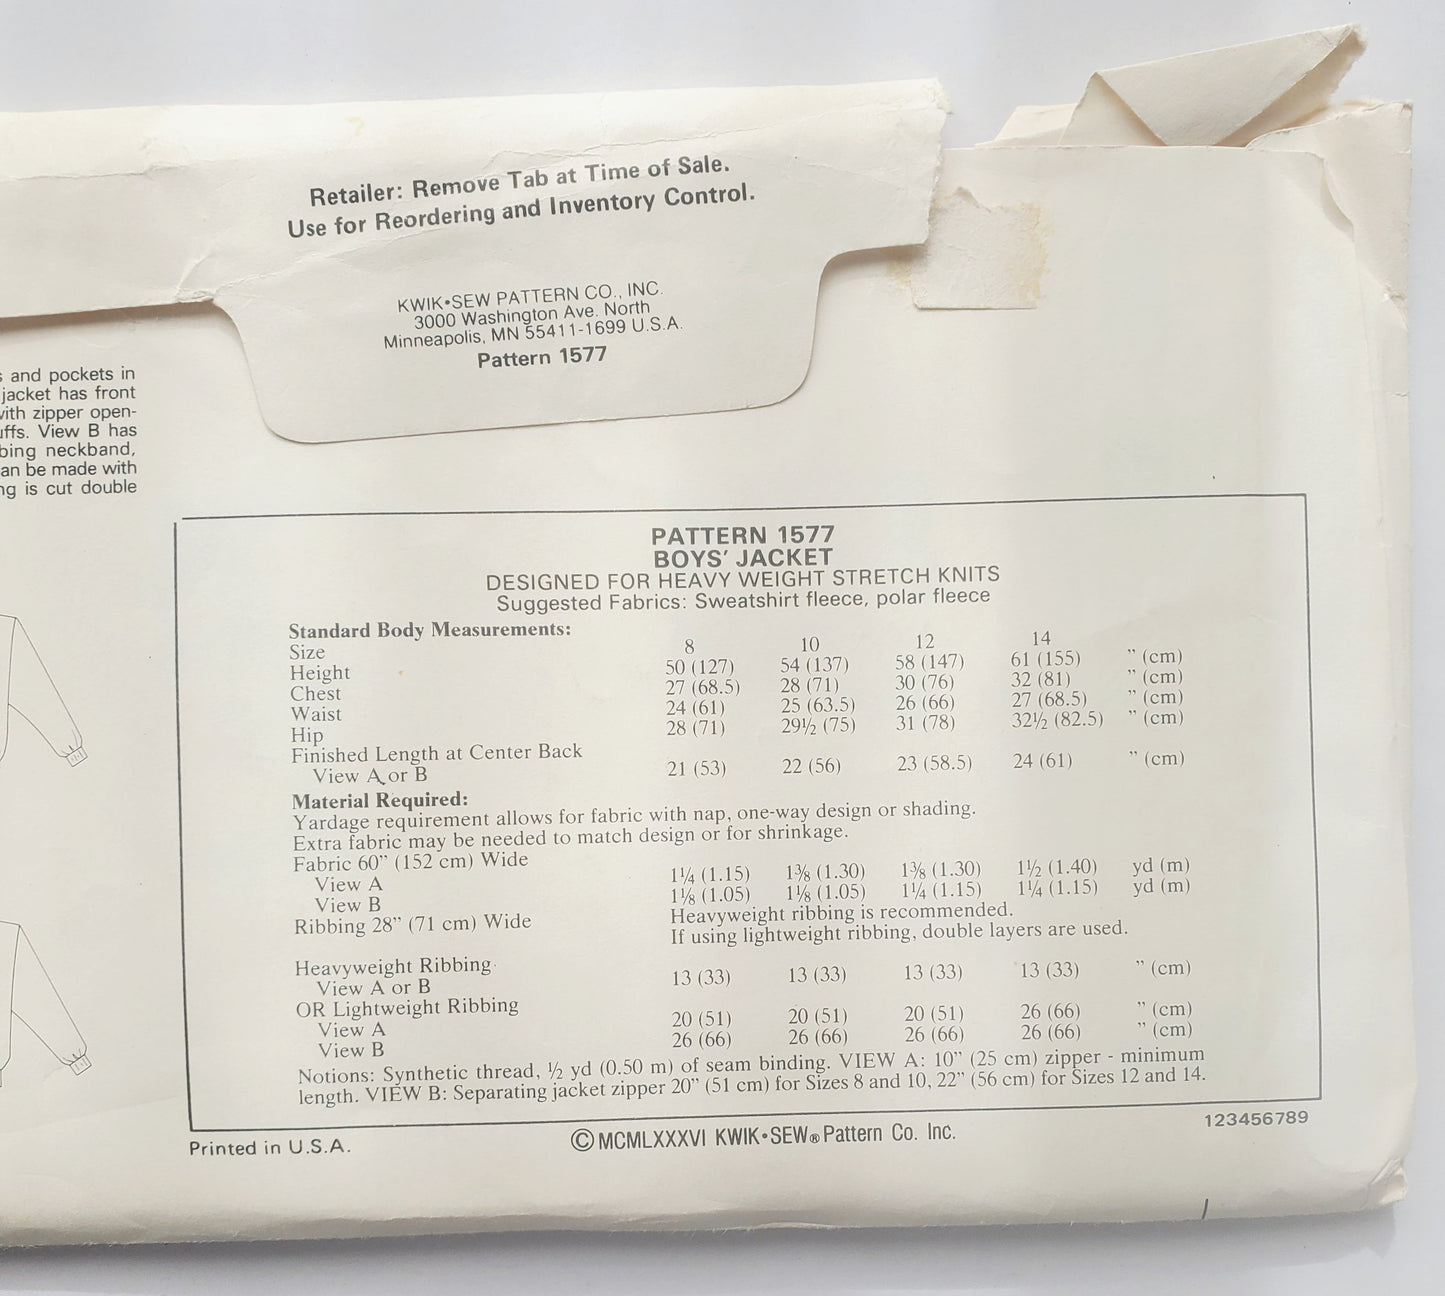 Retailer: Remove Tab at Time of Sale.
Use for Reordering and Inventory Control.
KWIK•SEW PATTERN CO., INC.
3000 Washington Ave. North
Minneapolis, MN 55411-1699 U.S.A.
Pattern 1577
and pockets in
jacket has front
with zipper open-
uffs. View B has
bing neckband,
an be made with
ng is cut double
PATTERN 1577
BOYS' JACKET
DESIGNED FOR HEAVY WEIGHT STRETCH KNITS
Suggested Fabrics: Sweatshirt fleece, polar fleece
Standard Body Measurements:
Size 8 10 12 14
Height 50 (127) 54 (137) 58 (147) 61 (155) ” (cm)
Chest 27 (68.5) 28 (71) 30 (76) 32 (81) ” (cm)
Waist 24 (61) 25 (63.5) 26 (66) 27 (68.5) ” (cm)
Hip 28 (71) 29½ (75) 31 (78) 32½ (82.5) ” (cm)
Finished Length at Center Back
View A or B 21 (53) 22 (56) 23 (58.5) 24 (61) ” (cm)
Material Required:
Yardage requirement allows for fabric with nap, one-way design or shading.
Extra fabric may be needed to match design or for shrinkage.
Fabric 60” (152 cm) Wide
View A 1¼ (1.15) 1⅜ (1.30) 1⅜ (1.30) 1½ (1.40) yd (m)
View B 1⅛ (1.05) 1⅛ (1.05) 1¼ (1.15) 1¼ (1.15) yd (m)
Ribbing 28” (71 cm) Wide Heavyweight ribbing is recommended.
If using lightweight ribbing, double layers are used.
Heavyweight Ribbing
View A or B 13 (33) 13 (33) 13 (33) 13 (33) ” (cm)
OR Lightweight Ribbing
View A 20 (51) 20 (51) 20 (51) 26 (66) ” (cm)
View B 26 (66) 26 (66) 26 (66) 26 (66) ” (cm)
Notions: Synthetic thread, ½ yd (0.50 m) of seam binding. VIEW A: 10” (25 cm) zipper - minimum
length. VIEW B: Separating jacket zipper 20” (51 cm) for Sizes 8 and 10, 22” (56 cm) for Sizes 12 and 14.
Printed in U.S.A.
©MCMLXXXVI KWIK•SEW® Pattern Co. Inc.
123456789